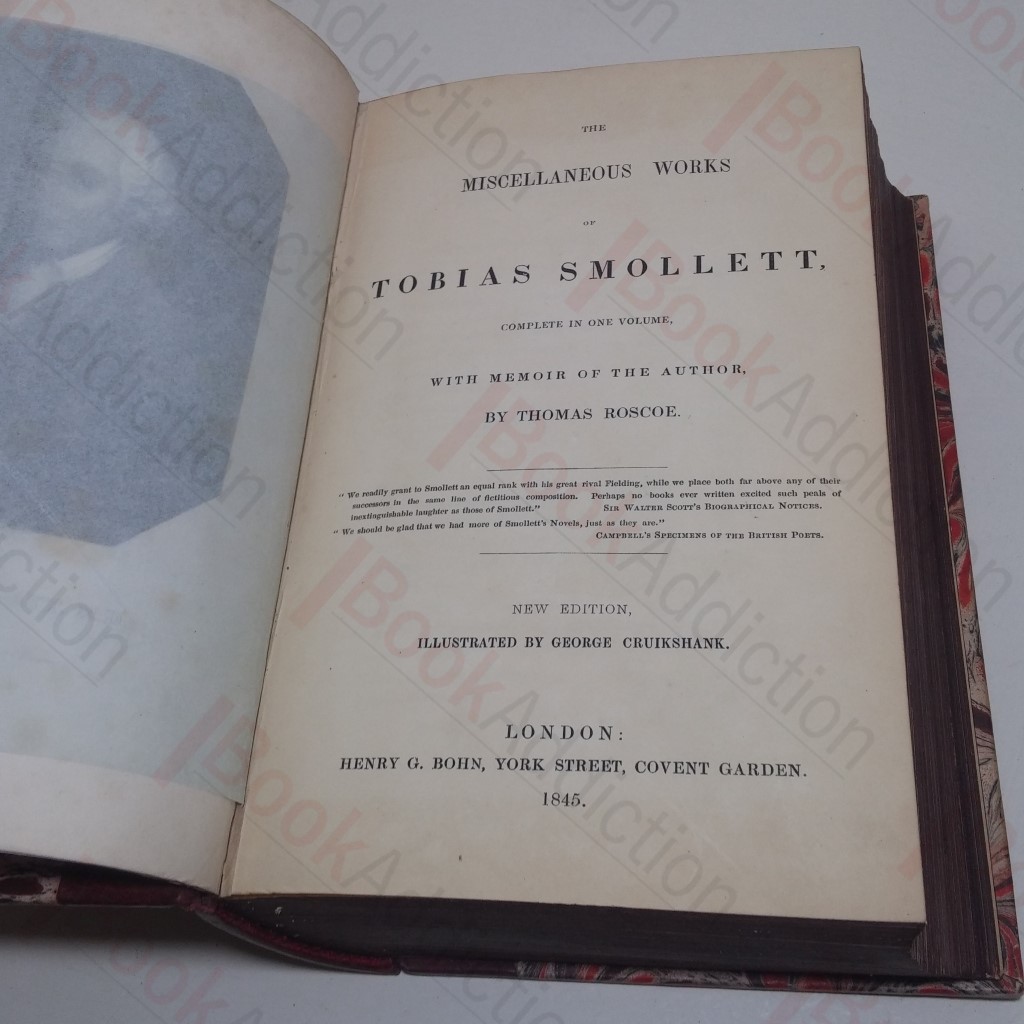 THE
MISCELLANEOUS WORKS
OF
TOBIAS SMOLLETT,
COMPLETE IN ONE VOLUME,
WITH MEMOIR OF THE AUTHOR,
BY THOMAS ROSCOE.
"We readily grant to Smollett an equal rank with his great rival Fielding, while we place both far above any of their
successors in the same line of fictitious composition. Perhaps no books ever written excited such peals of
inextinguishable laughter as those of Smollett." SIR WALTER SCOTT'S BIOGRAPHICAL NOTICES.
"We should be glad that we had more of Smollett's Novels, just as they are."
CAMPBELL'S SPECIMENS OF THE BRITISH POETS.
NEW EDITION,
ILLUSTRATED BY GEORGE CRUIKSHANK.
LONDON:
HENRY G. BOHN, YORK STREET, COVENT GARDEN.
1845.
BookAddiction